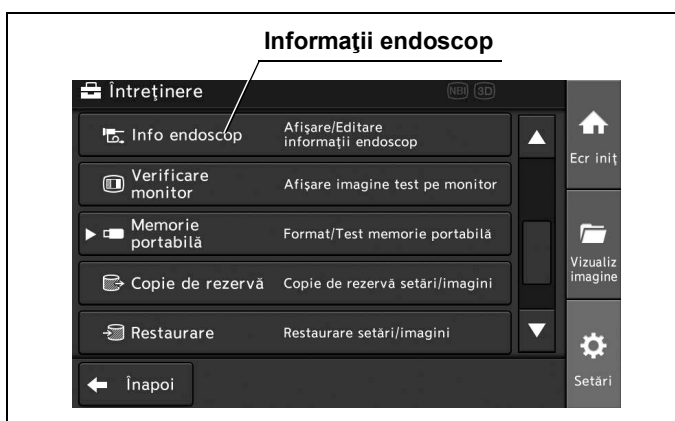 Informaţii endoscop
Întreţinere
NBI 3D
Info endoscop
Afişare/Editare
informaţii endoscop
Verificare
monitor
Afişare imagine test pe monitor
Memorie
portabilă
Format/Test memorie portabilă
Copie de rezervă
Copie de rezervă setări/imagini
Restaurare
Restaurare setări/imagini
Înapoi
Ecr iniţ
Vizualiz
imagine
Setări